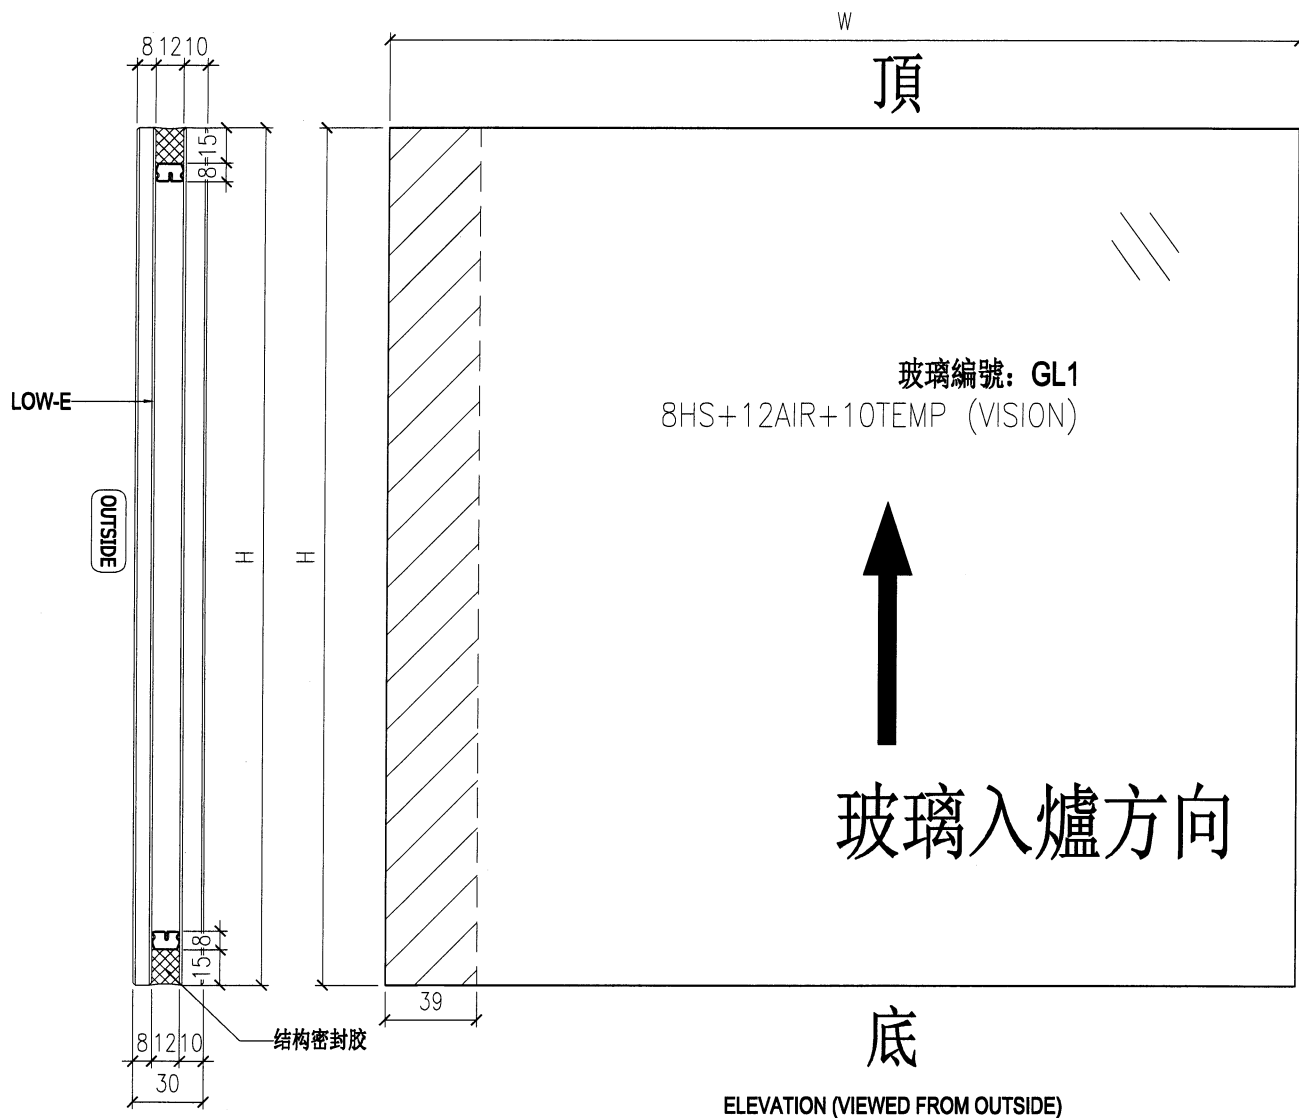 W
8 12 10
頂
15
8
玻璃編號：GL1
8HS+12AIR+10TEMP (VISION)
LOW-E
OUTSIDE
H
H
玻璃入爐方向
8
15
39
底
结构密封胶
8 12 10
30
ELEVATION (VIEWED FROM OUTSIDE)